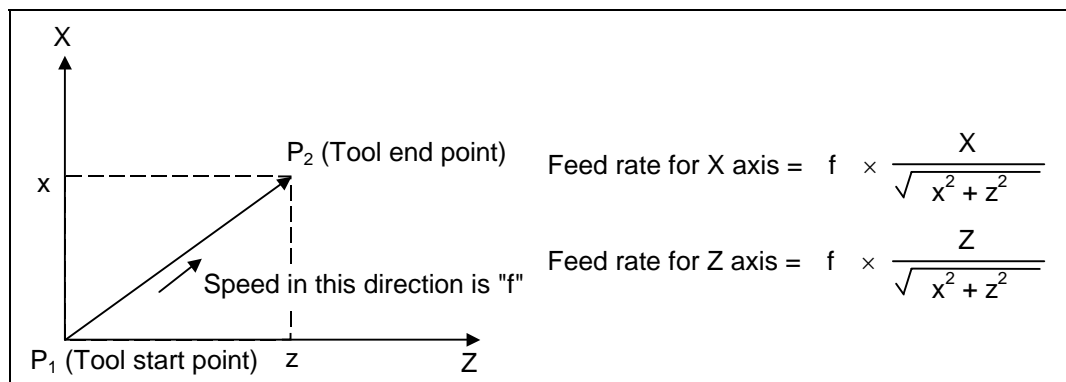 X
P₂ (Tool end point)
x
Speed in this direction is "f"
P₁ (Tool start point)
z
Z
Feed rate for X axis = f × X / √x² + z²
Feed rate for Z axis = f × Z / √x² + z²